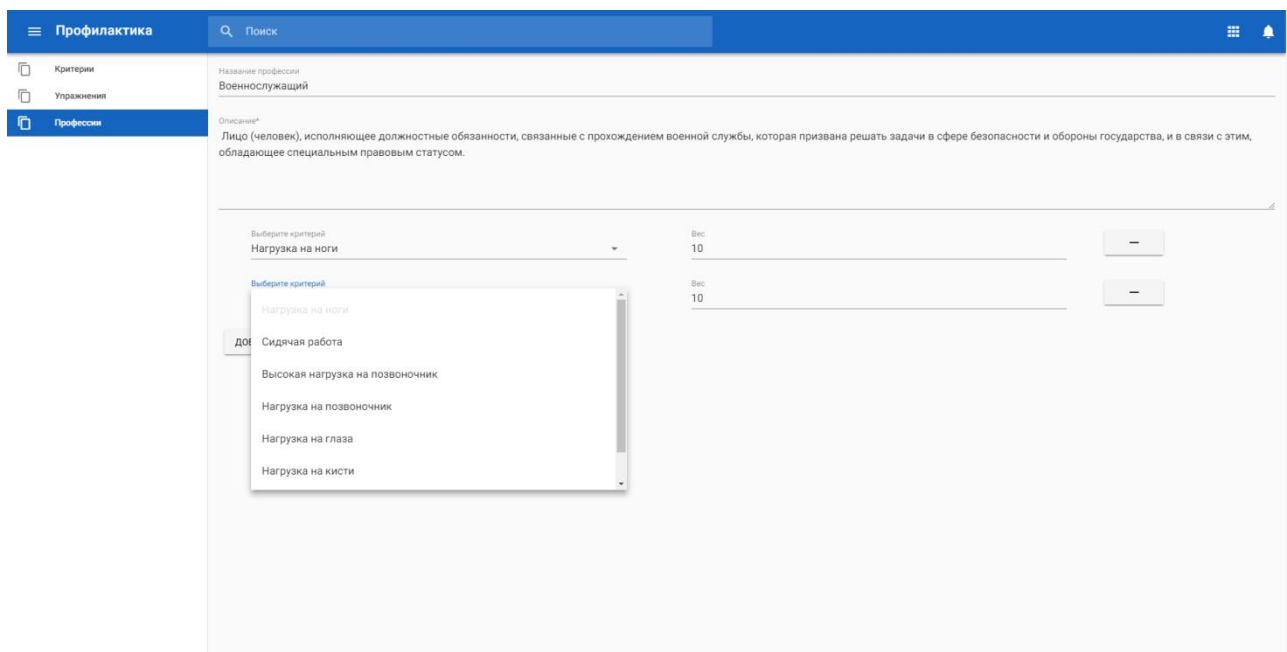 Профилактика
Поиск
Критерии
Упражнения
Профессии
Название профессии
Военнослужащий
Описание*
Лицо (человек), исполняющее должностные обязанности, связанные с прохождением военной службы, которая призвана решать задачи в сфере безопасности и обороны государства, и в связи с этим,
обладающее специальным правовым статусом.
Выберите критерий
Нагрузка на ноги
Вес
10
Выберите критерий
Вес
10
Нагрузка на ноги
Сидячая работа
Высокая нагрузка на позвоночник
Нагрузка на позвоночник
Нагрузка на глаза
Нагрузка на кисти